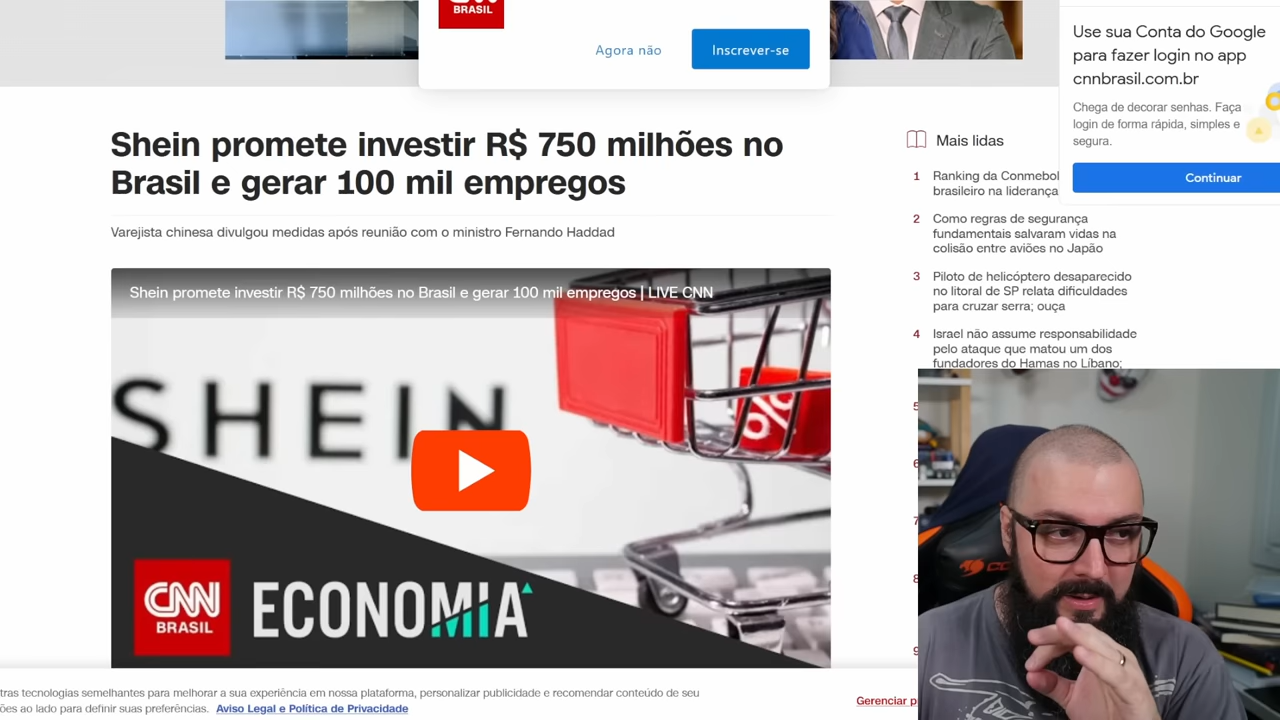 CNN
BRASIL
Agora não
Inscrever-se
Use sua Conta do Google
para fazer login no app
cnnbrasil.com.br
Chega de decorar senhas. Faça
login de forma rápida, simples e
segura.
Continuar
Shein promete investir R$ 750 milhões no
Brasil e gerar 100 mil empregos
Varejista chinesa divulgou medidas após reunião com o ministro Fernando Haddad
Shein promete investir R$ 750 milhões no Brasil e gerar 100 mil empregos | LIVE CNN
SHEIN
%
CNN
BRASIL
ECONOMIA
Mais lidas
1 Ranking da Conmebol
brasileiro na liderança
2 Como regras de segurança
fundamentais salvaram vidas na
colisão entre aviões no Japão
3 Piloto de helicóptero desaparecido
no litoral de SP relata dificuldades
para cruzar serra; ouça
4 Israel não assume responsabilidade
pelo ataque que matou um dos
fundadores do Hamas no Líbano;
5
6
7
8
9
tras tecnologias semelhantes para melhorar a sua experiência em nossa plataforma, personalizar publicidade e recomendar conteúdo de seu
ões ao lado para definir suas preferências. Aviso Legal e Política de Privacidade
Gerenciar p